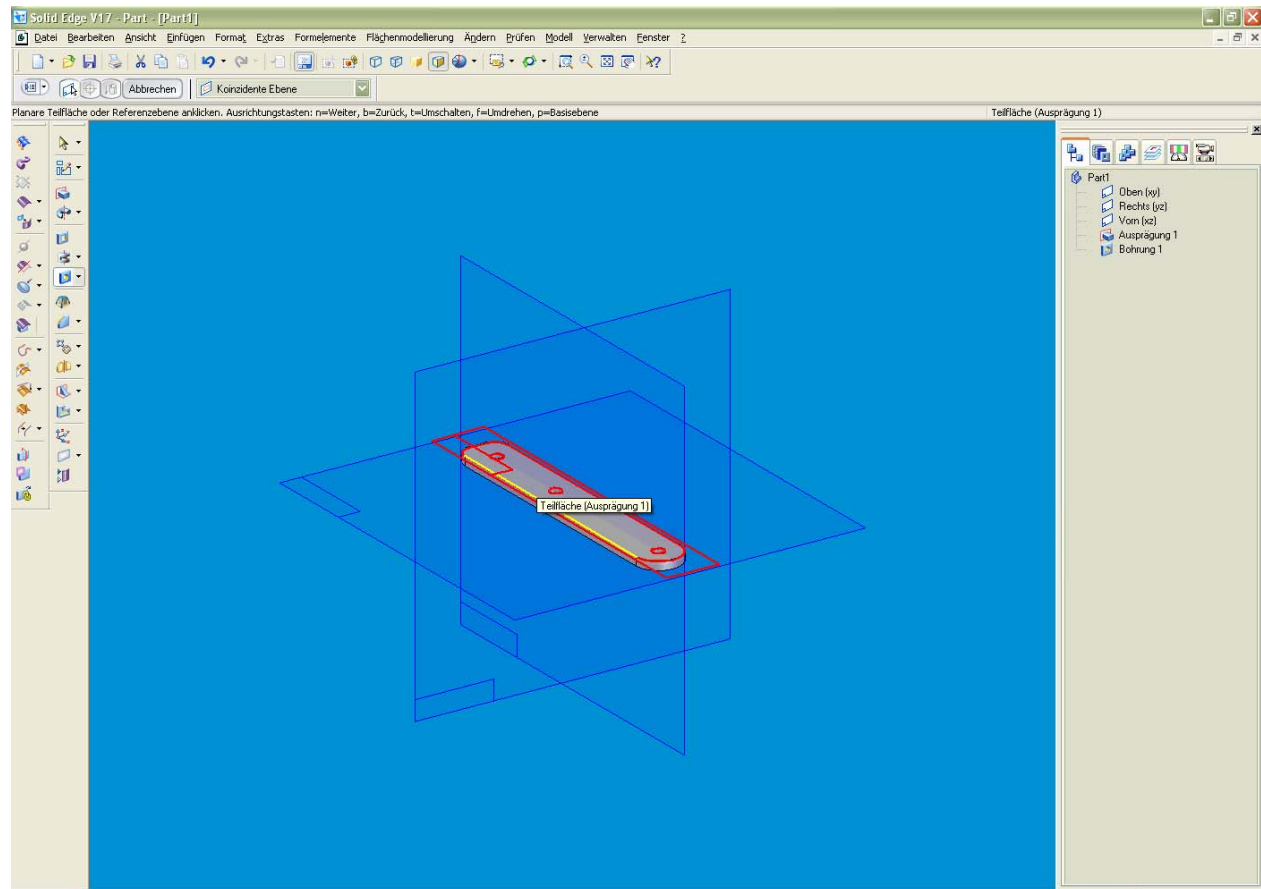 Solid Edge V17 - Part - [Part1]
Datei Bearbeiten Ansicht Einfügen Format Extras Formelemente Flächenmodellierung Ändern Prüfen Modell Verwalten Fenster ?
Abbrechen Koinzidente Ebene
Planare Teilfläche oder Referenzebene anklicken. Ausrichtungstasten: n=Weiter, b=Zurück, t=Umschalten, f=Umdrehen, p=Basisebene Teilfläche (Ausprägung 1)
Part1
Oben (xy)
Rechts (yz)
Vorn (xz)
Ausprägung 1
Bohrung 1
Teilfläche (Ausprägung 1)